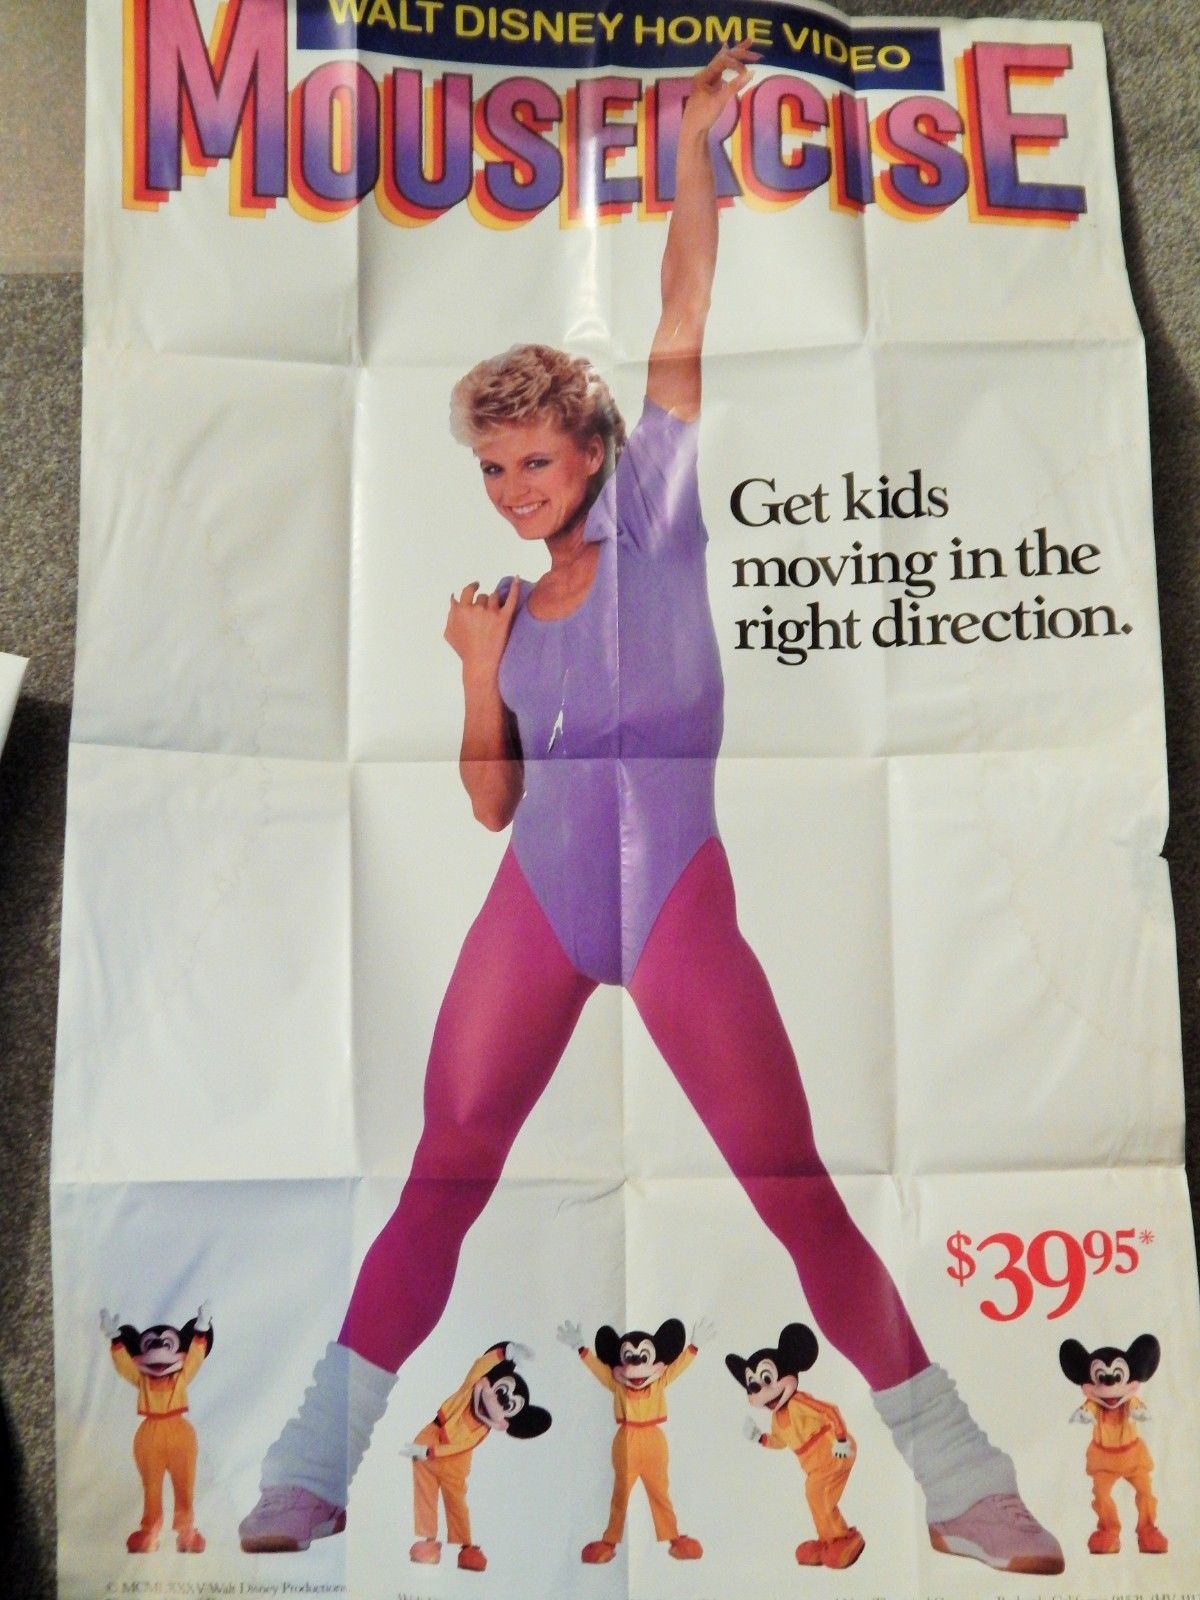 WALT DISNEY HOME VIDEO
MOUSERCISE
Get kids
moving in the
right direction.
$39.95*
© MCMLXXXV Walt Disney Productions